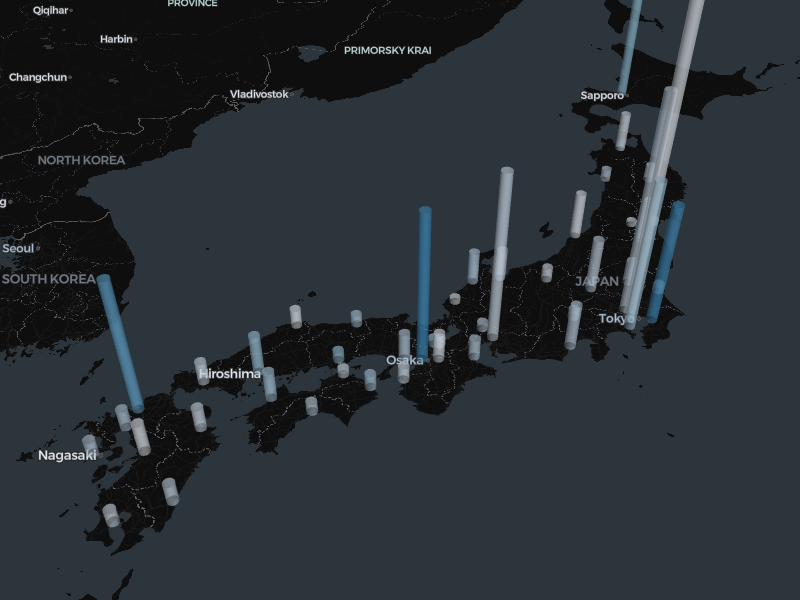 PROVINCE
Qiqihar
Harbin
PRIMORSKY KRAI
Changchun
Vladivostok
Sapporo
NORTH KOREA
g
Seoul
SOUTH KOREA
JAPAN
Tokyo
Osaka
Hiroshima
Nagasaki